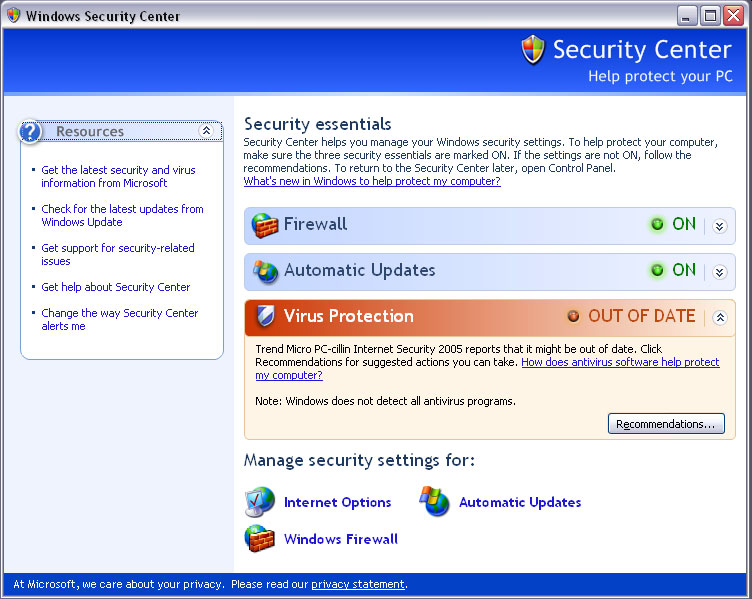 Windows Security Center
Security Center
Help protect your PC
Resources
Get the latest security and virus
information from Microsoft
Check for the latest updates from
Windows Update
Get support for security-related
issues
Get help about Security Center
Change the way Security Center
alerts me
Security essentials
Security Center helps you manage your Windows security settings. To help protect your computer,
make sure the three security essentials are marked ON. If the settings are not ON, follow the
recommendations. To return to the Security Center later, open Control Panel.
What's new in Windows to help protect my computer?
Firewall ON
Automatic Updates ON
Virus Protection OUT OF DATE
Trend Micro PC-cillin Internet Security 2005 reports that it might be out of date. Click
Recommendations for suggested actions you can take. How does antivirus software help protect
my computer?
Note: Windows does not detect all antivirus programs.
Recommendations...
Manage security settings for:
Internet Options Automatic Updates
Windows Firewall
At Microsoft, we care about your privacy. Please read our privacy statement.